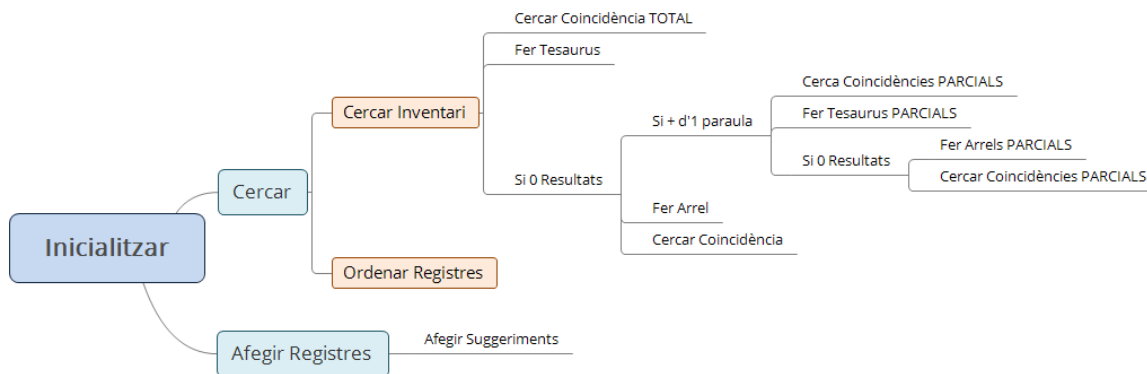 Inicialitzar
Cercar
Cercar Inventari
Cercar Coincidència TOTAL
Fer Tesaurus
Si 0 Resultats
Si + d'1 paraula
Cerca Coincidències PARCIALS
Fer Tesaurus PARCIALS
Si 0 Resultats
Fer Arrels PARCIALS
Cercar Coincidències PARCIALS
Fer Arrel
Cercar Coincidència
Ordenar Registres
Afegir Registres
Afegir Suggeriments